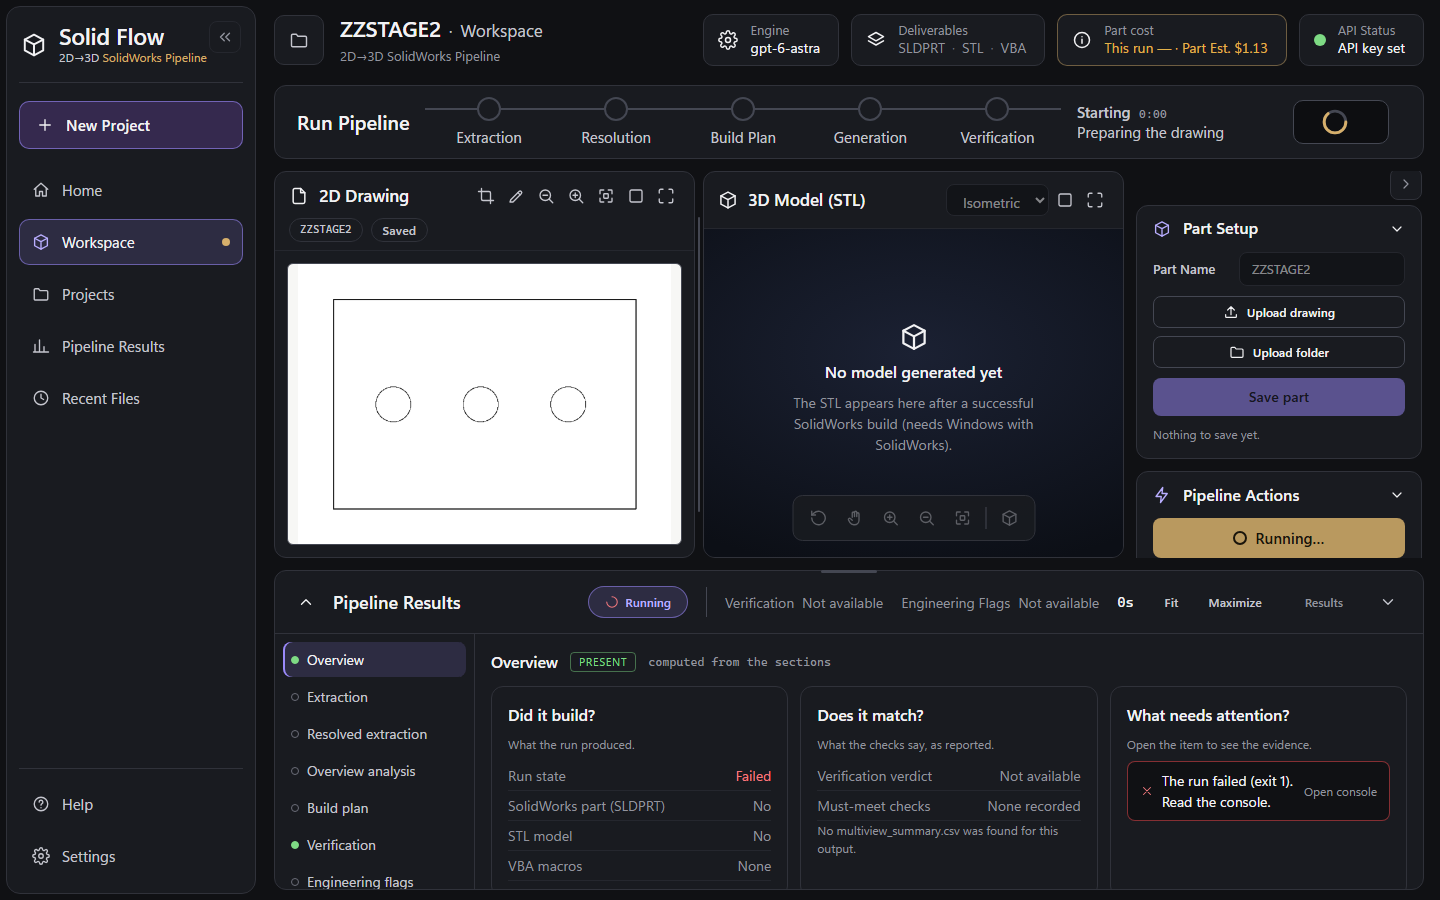 Solid Flow
2D→3D SolidWorks Pipeline
New Project
Home
Workspace
Projects
Pipeline Results
Recent Files
Help
Settings
ZZSTAGE2 · Workspace
2D→3D SolidWorks Pipeline
Engine
gpt-6-astra
Deliverables
SLDPRT · STL · VBA
Part cost
This run — · Part Est. $1.13
API Status
API key set
Run Pipeline
Extraction
Resolution
Build Plan
Generation
Verification
Starting 0:00
Preparing the drawing
2D Drawing
ZZSTAGE2
Saved
3D Model (STL)
Isometric
No model generated yet
The STL appears here after a successful
SolidWorks build (needs Windows with
SolidWorks).
Part Setup
Part Name
ZZSTAGE2
Upload drawing
Upload folder
Save part
Nothing to save yet.
Pipeline Actions
Running...
Pipeline Results
Running
Verification Not available
Engineering Flags Not available
0s
Fit
Maximize
Results
Overview
Extraction
Resolved extraction
Overview analysis
Build plan
Verification
Engineering flags
Overview PRESENT computed from the sections
Did it build?
What the run produced.
Run state Failed
SolidWorks part (SLDPRT) No
STL model No
VBA macros None
Does it match?
What the checks say, as reported.
Verification verdict Not available
Must-meet checks None recorded
No multiview_summary.csv was found for this
output.
What needs attention?
Open the item to see the evidence.
The run failed (exit 1).
Read the console.
Open console